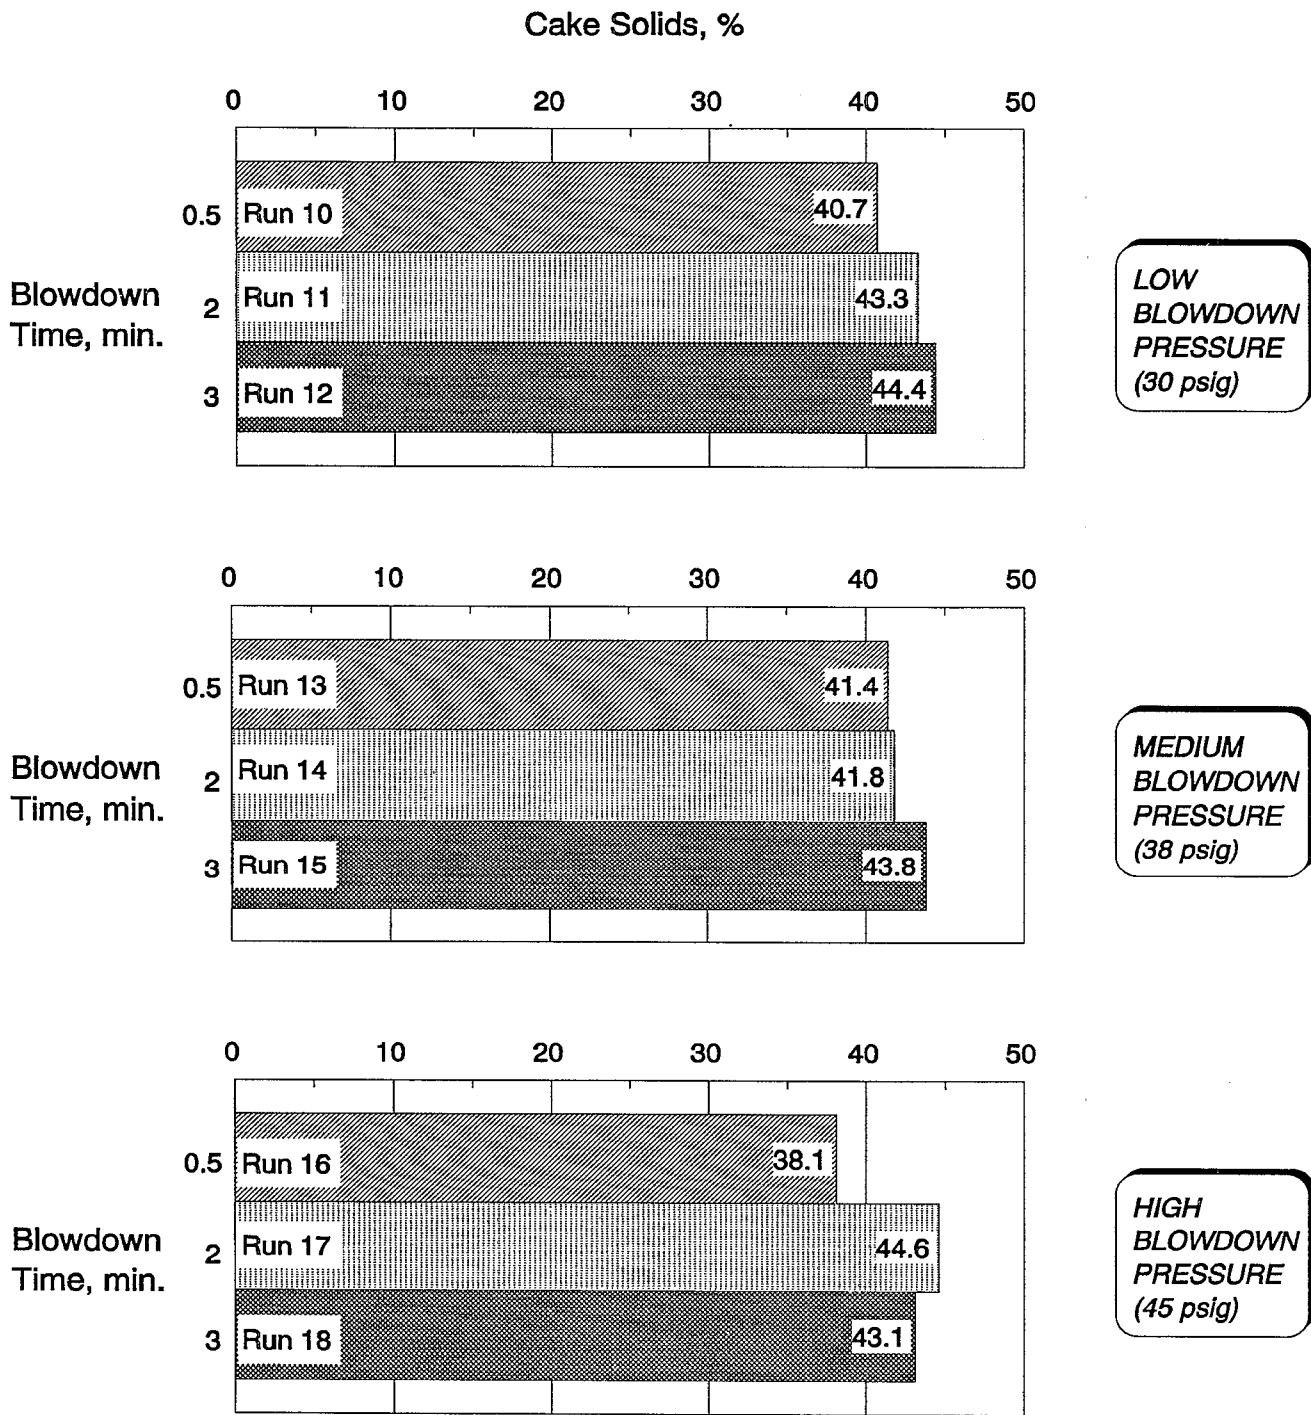 Cake Solids, %
0 10 20 30 40 50
0.5 Run 10 40.7
Blowdown
Time, min.
2 Run 11 43.3
3 Run 12 44.4
LOW
BLOWDOWN
PRESSURE
(30 psig)
0 10 20 30 40 50
0.5 Run 13 41.4
Blowdown
Time, min.
2 Run 14 41.8
3 Run 15 43.8
MEDIUM
BLOWDOWN
PRESSURE
(38 psig)
0 10 20 30 40 50
0.5 Run 16 38.1
Blowdown
Time, min.
2 Run 17 44.6
3 Run 18 43.1
HIGH
BLOWDOWN
PRESSURE
(45 psig)